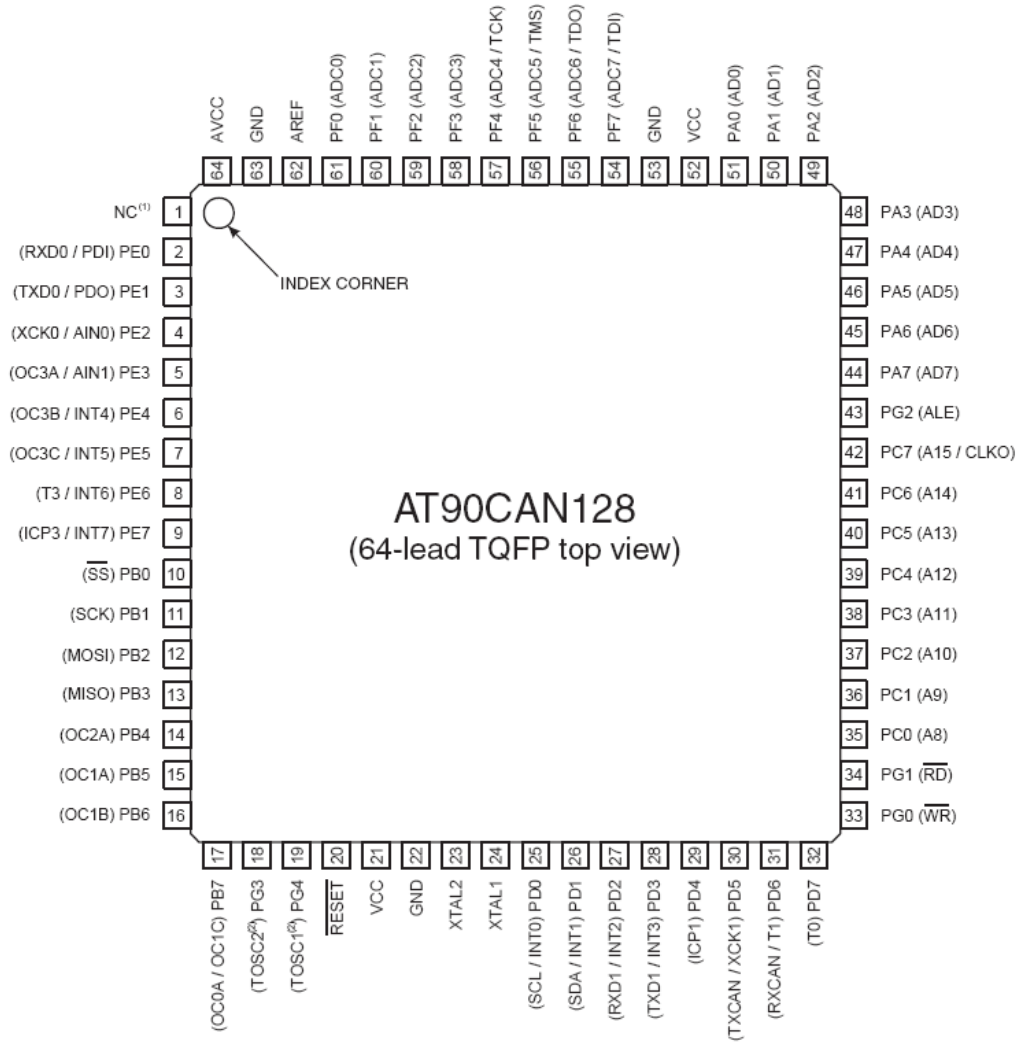 AVCC
GND
AREF
PF0 (ADC0)
PF1 (ADC1)
PF2 (ADC2)
PF3 (ADC3)
PF4 (ADC4 / TCK)
PF5 (ADC5 / TMS)
PF6 (ADC6 / TDO)
PF7 (ADC7 / TDI)
GND
VCC
PA0 (AD0)
PA1 (AD1)
PA2 (AD2)
64
63
62
61
60
59
58
57
56
55
54
53
52
51
50
49
NC(1) 1
(RXD0 / PDI) PE0 2
(TXD0 / PDO) PE1 3
(XCK0 / AIN0) PE2 4
(OC3A / AIN1) PE3 5
(OC3B / INT4) PE4 6
(OC3C / INT5) PE5 7
(T3 / INT6) PE6 8
(ICP3 / INT7) PE7 9
(SS) PB0 10
(SCK) PB1 11
(MOSI) PB2 12
(MISO) PB3 13
(OC2A) PB4 14
(OC1A) PB5 15
(OC1B) PB6 16
INDEX CORNER
AT90CAN128
(64-lead TQFP top view)
48 PA3 (AD3)
47 PA4 (AD4)
46 PA5 (AD5)
45 PA6 (AD6)
44 PA7 (AD7)
43 PG2 (ALE)
42 PC7 (A15 / CLKO)
41 PC6 (A14)
40 PC5 (A13)
39 PC4 (A12)
38 PC3 (A11)
37 PC2 (A10)
36 PC1 (A9)
35 PC0 (A8)
34 PG1 (RD)
33 PG0 (WR)
17
18
19
20
21
22
23
24
25
26
27
28
29
30
31
32
(OC0A / OC1C) PB7
(TOSC2(2)) PG3
(TOSC1(2)) PG4
RESET
VCC
GND
XTAL2
XTAL1
(SCL / INT0) PD0
(SDA / INT1) PD1
(RXD1 / INT2) PD2
(TXD1 / INT3) PD3
(ICP1) PD4
(TXCAN / XCK1) PD5
(RXCAN / T1) PD6
(T0) PD7